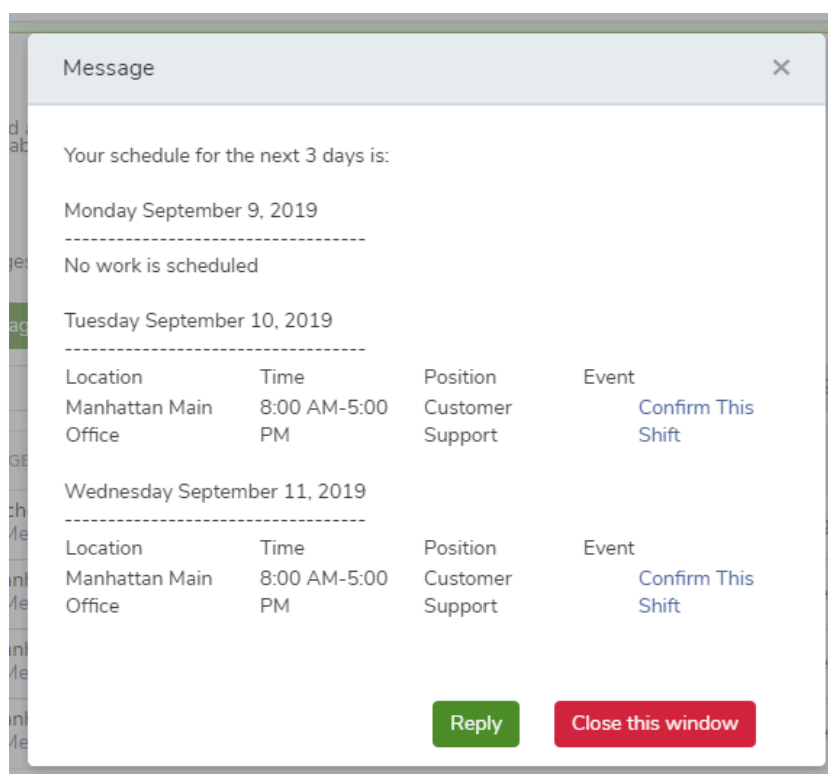 Message ×
Your schedule for the next 3 days is:
Monday September 9, 2019
-----------------------------------
No work is scheduled
Tuesday September 10, 2019
-----------------------------------
Location Time Position Event
Manhattan Main 8:00 AM-5:00 Customer Confirm This
Office PM Support Shift
Wednesday September 11, 2019
-----------------------------------
Location Time Position Event
Manhattan Main 8:00 AM-5:00 Customer Confirm This
Office PM Support Shift
Reply Close this window